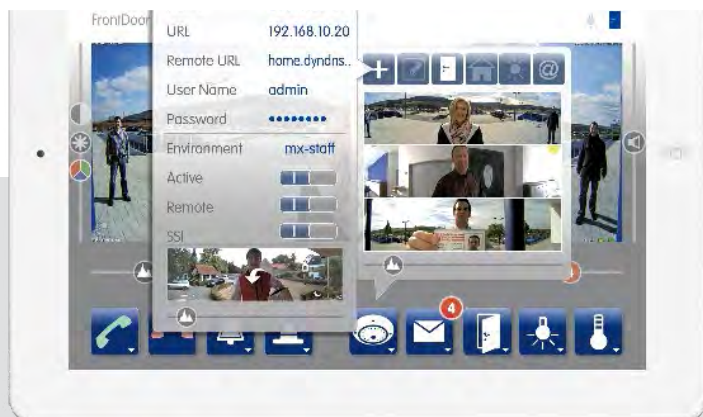 FrontDoor
URL 192.168.10.20
Remote URL home.dyndns..
User Name admin
Password ••••••••
Environment mx-staff
Active
Remote
SSl
@
4